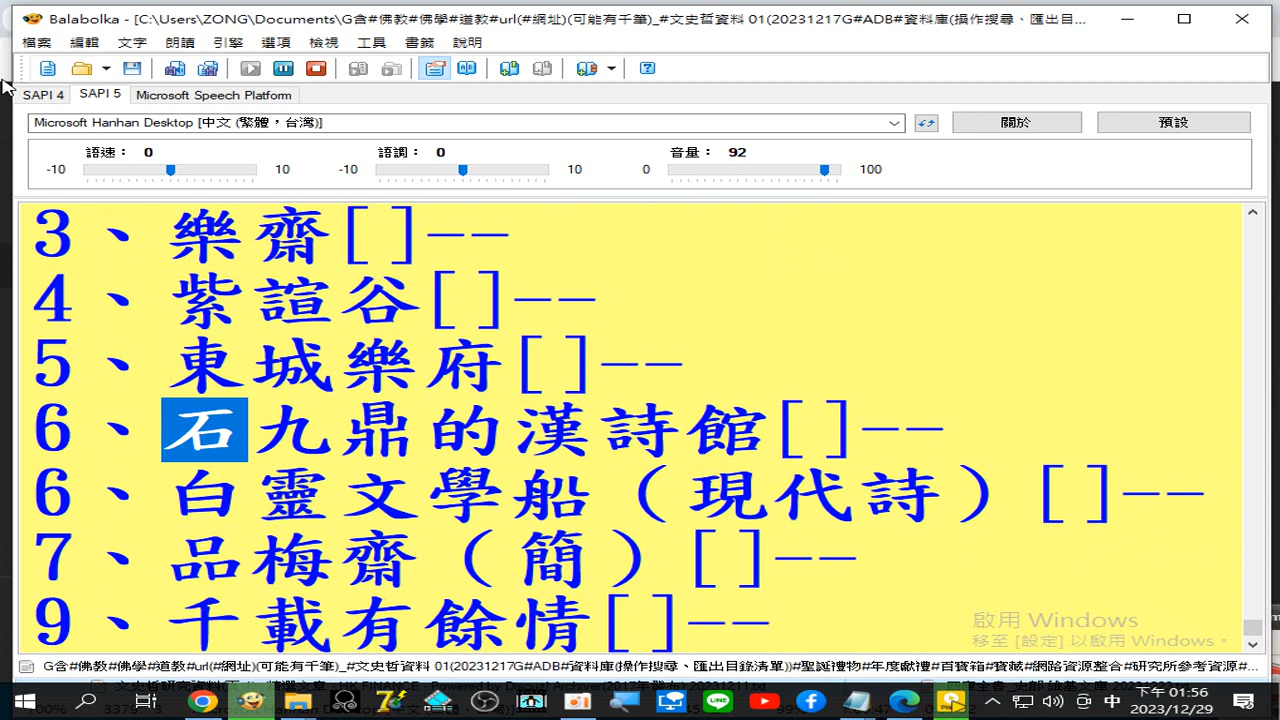 Balabolka - [C:\Users\ZONG\Documents\G含#佛教#佛學#道教#url(#網址)(可能有千筆)_#文史哲資料 01(20231217G#ADB#資料庫(操作搜尋、匯出目...
檔案 編輯 文字 朗讀 引擎 選項 檢視 工具 書籤 說明
SAPI 4 SAPI 5 Microsoft Speech Platform
Microsoft Hanhan Desktop [中文 (繁體，台灣)] 關於 預設
語速： 0 語調： 0 音量： 92
-10 10 -10 10 0 100
3、樂齋[]--
4、紫諠谷[]--
5、東城樂府[]--
6、石九鼎的漢詩館[]--
6、白靈文學船（現代詩）[]--
7、品梅齋（簡）[]--
9、千載有餘情[]--
啟用 Windows
移至 [設定] 以啟用 Windows。
G含#佛教#佛學#道教#url(#網址)(可能有千筆)_#文史哲資料 01(20231217G#ADB#資料庫(操作搜尋、匯出目錄清單))#聖誕禮物#年度獻禮#百寶箱#寶藏#網路資源整合#研究所參考資源#...
中 下午 01:56
2023/12/29